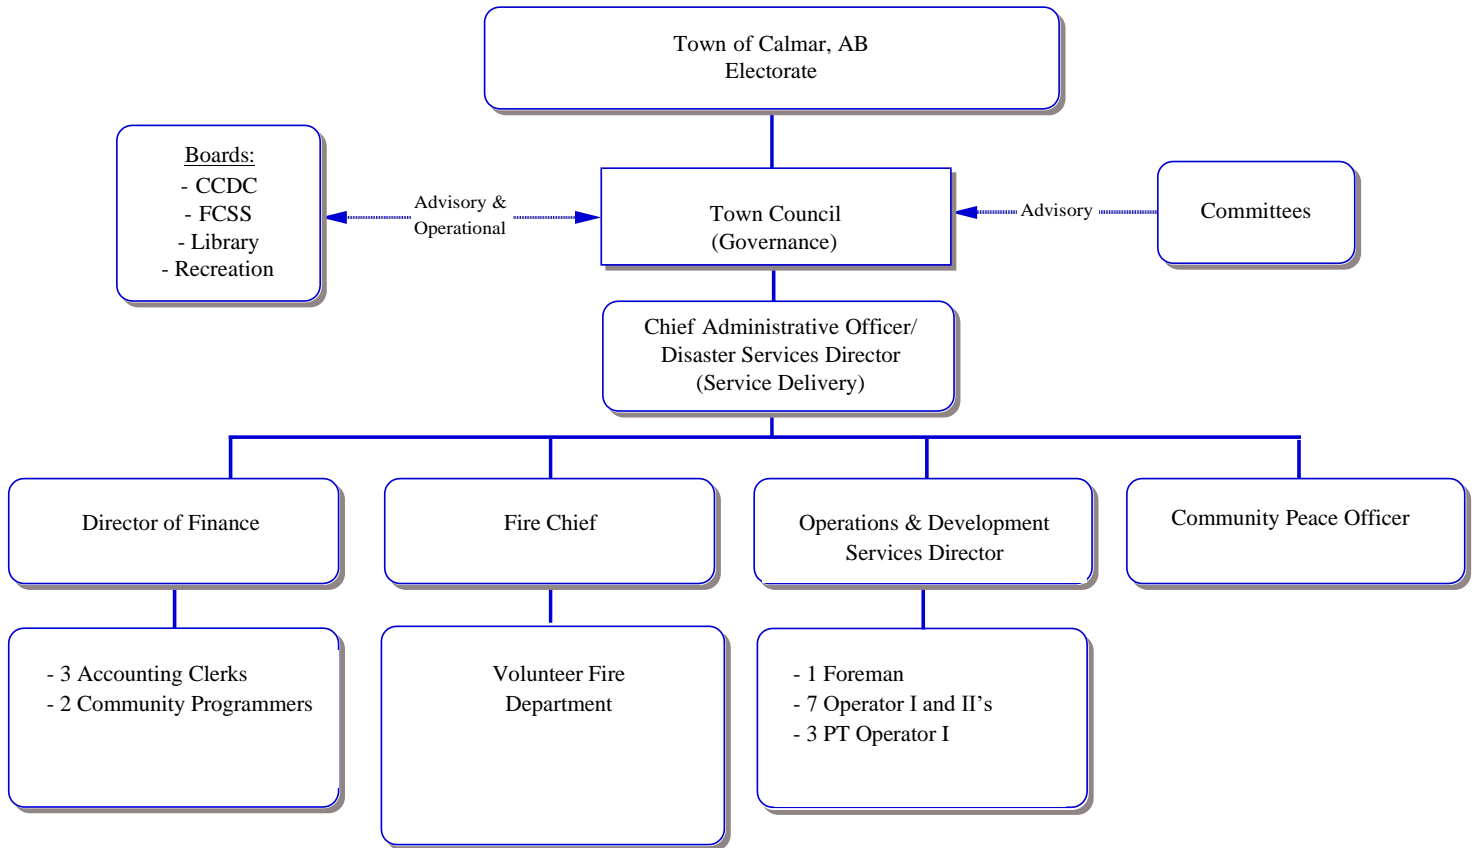 Town of Calmar, AB
Electorate
Boards:
- CCDC
- FCSS
- Library
- Recreation
Advisory &
Operational
Town Council
(Governance)
Advisory
Committees
Chief Administrative Officer/
Disaster Services Director
(Service Delivery)
Director of Finance
Fire Chief
Operations & Development
Services Director
Community Peace Officer
- 3 Accounting Clerks
- 2 Community Programmers
Volunteer Fire
Department
- 1 Foreman
- 7 Operator I and II’s
- 3 PT Operator I